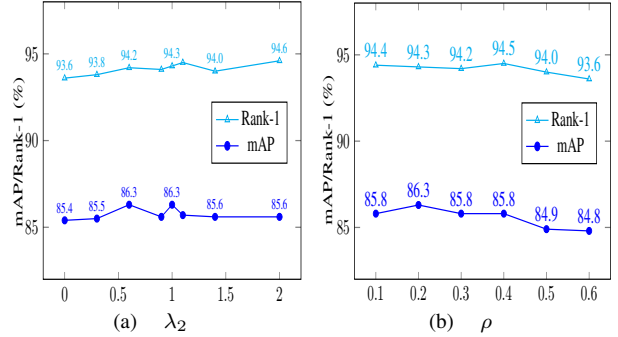 mAP/Rank-1 (%)
95
90
85
93.6 93.8 94.2 94.3 94.0 94.6
Rank-1
mAP
85.4 85.5 86.3 86.3 85.6 85.6
0 0.5 1 1.5 2
(a) λ2
mAP/Rank-1 (%)
95
90
85
94.4 94.3 94.2 94.5 94.0 93.6
Rank-1
mAP
85.8 86.3 85.8 85.8 84.9 84.8
0.1 0.2 0.3 0.4 0.5 0.6
(b) ρ